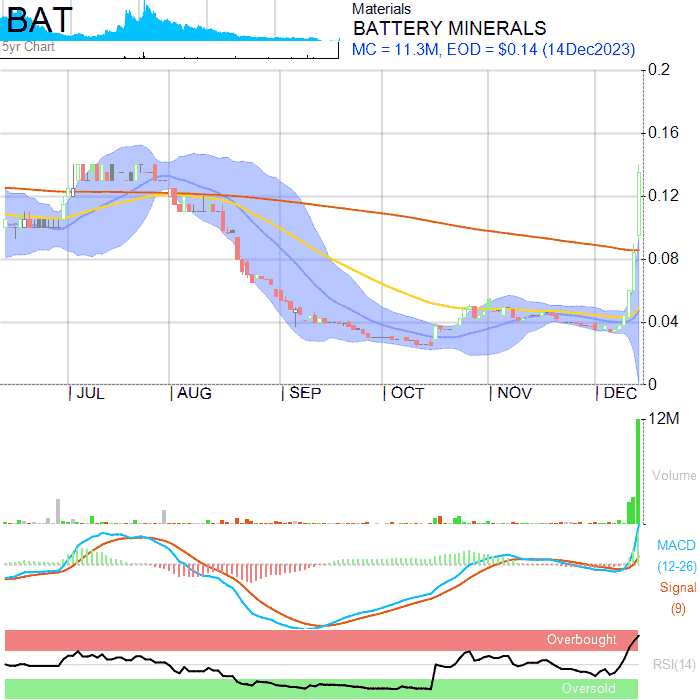 BAT
5yr Chart
Materials
BATTERY MINERALS
MC = 11.3M, EOD = $0.14 (14Dec2023)
0.2
0.16
0.12
0.08
0.04
0
JUL AUG SEP OCT NOV DEC
12M
Volume
MACD
(12-26)
Signal
(9)
Overbought
RSI(14)
Oversold